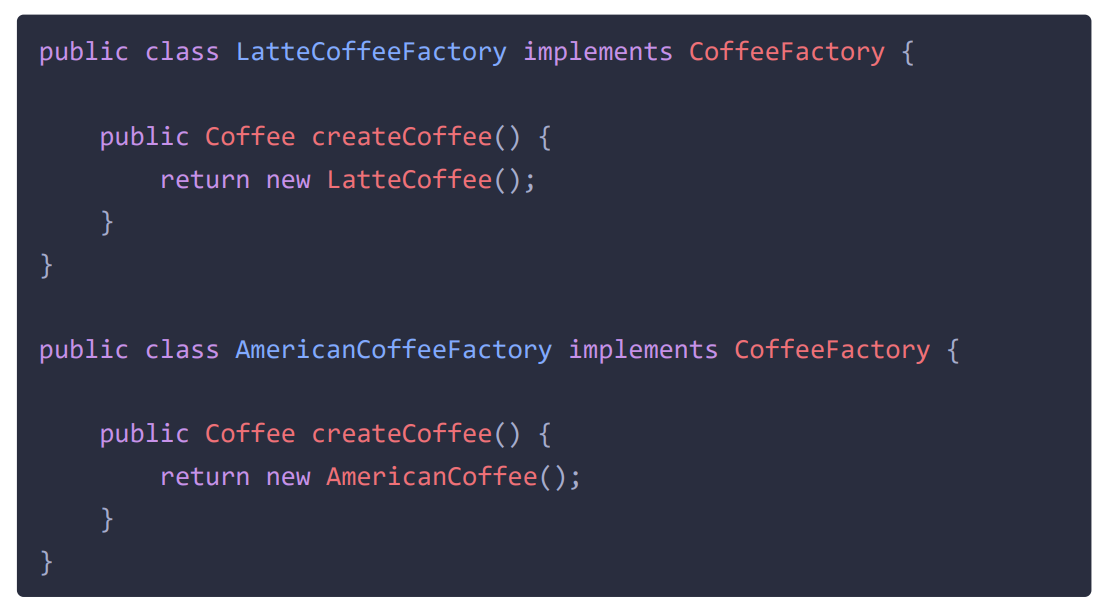 public class LatteCoffeeFactory implements CoffeeFactory {
    public Coffee createCoffee() {
        return new LatteCoffee();
    }
}
public class AmericanCoffeeFactory implements CoffeeFactory {
    public Coffee createCoffee() {
        return new AmericanCoffee();
    }
}